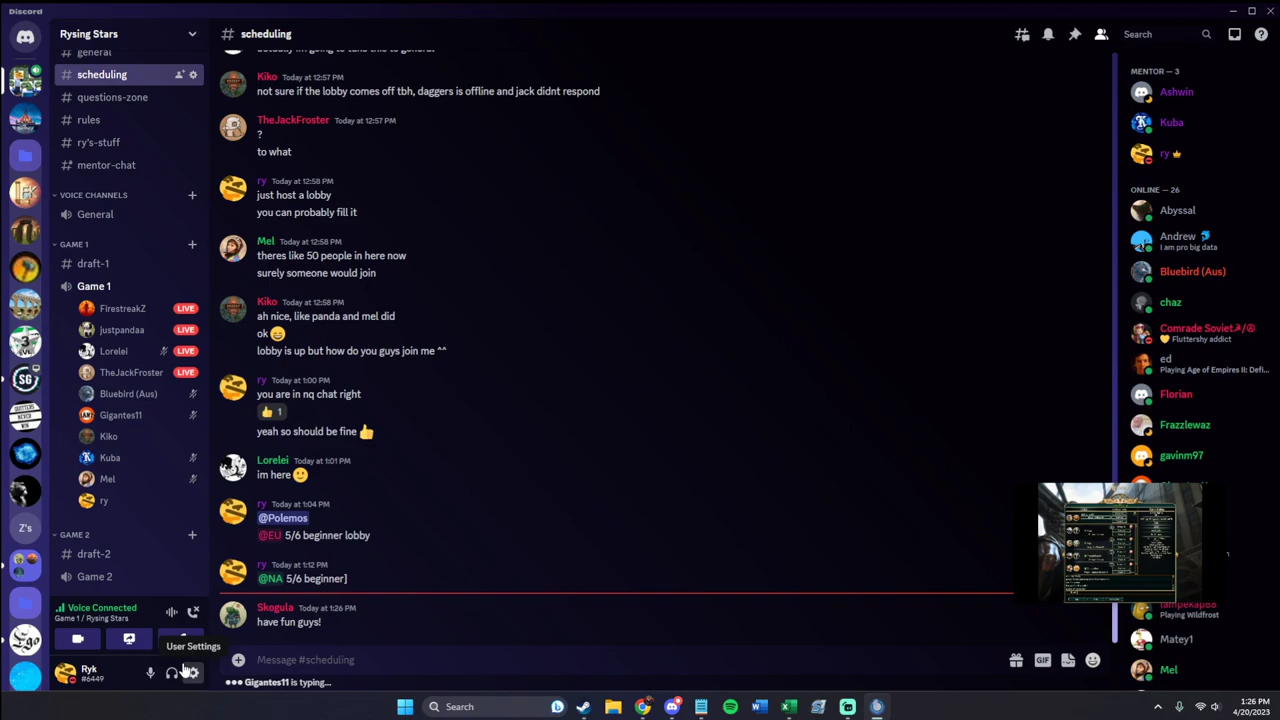 Discord
Rysing Stars
general
scheduling
questions-zone
rules
ry's-stuff
mentor-chat
VOICE CHANNELS
General
GAME 1
draft-1
Game 1
FirestreakZ LIVE
justpandaa LIVE
Lorelei LIVE
TheJackFroster LIVE
Bluebird (Aus)
Gigantes11
Kiko
Kuba
Mel
ry
GAME 2
draft-2
Game 2
Voice Connected
Game 1 / Rysing Stars
User Settings
Ryk
#6449
LFK
3
EVER
SG
QUITTERS
NEVER
WIN
Z's
ego
scheduling
Search
Kiko Today at 12:57 PM
not sure if the lobby comes off tbh, daggers is offline and jack didnt respond
TheJackFroster Today at 12:57 PM
?
to what
ry Today at 12:58 PM
just host a lobby
you can probably fill it
Mel Today at 12:58 PM
theres like 50 people in here now
surely someone would join
Kiko Today at 12:58 PM
ah nice, like panda and mel did
ok
lobby is up but how do you guys join me ^^
ry Today at 1:00 PM
you are in nq chat right
1
yeah so should be fine
Lorelei Today at 1:01 PM
im here
ry Today at 1:04 PM
@Polemos
@EU 5/6 beginner lobby
ry Today at 1:12 PM
@NA 5/6 beginner]
Skogula Today at 1:26 PM
have fun guys!
Message #scheduling
GIF
Gigantes11 is typing...
MENTOR — 3
Ashwin
Kuba
ry
ONLINE — 26
Abyssal
Andrew
I am pro big data
Bluebird (Aus)
chaz
Comrade Soviet☭/Ⓐ
Fluttershy addict
ed
Playing Age of Empires II: Defi...
Florian
Frazzlewaz
gavinm97
Playing Wildfrost
Matey1
Mel
Search
1:26 PM
4/20/2023